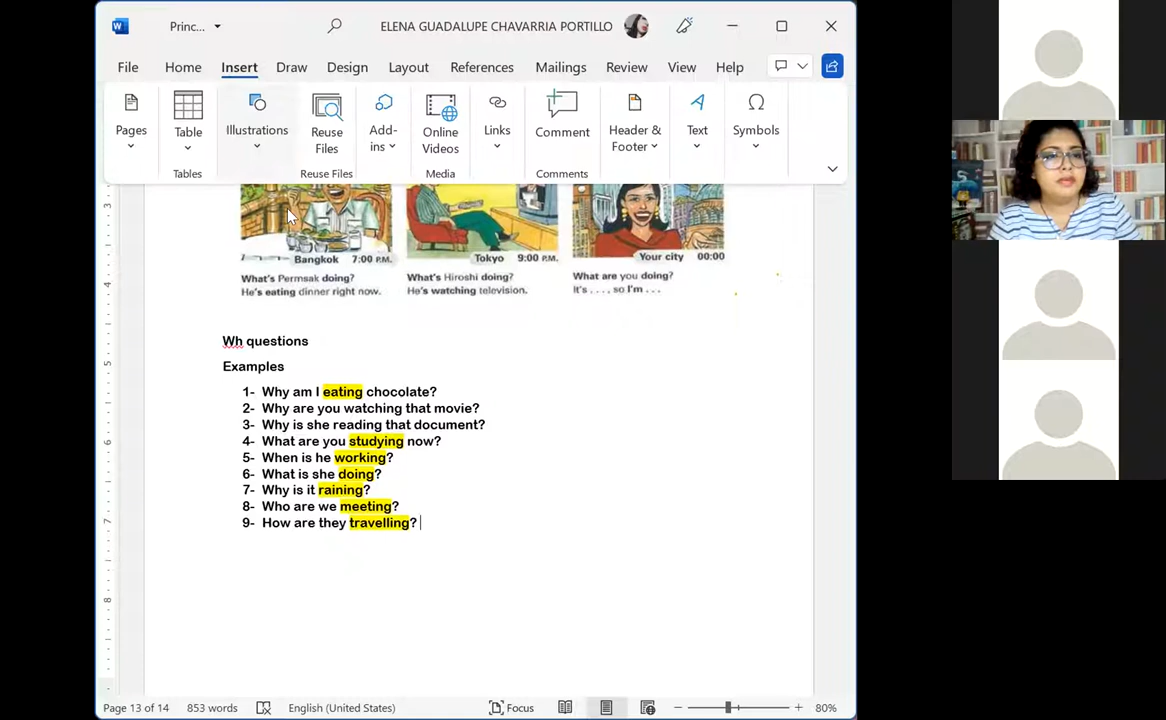 Princ...
ELENA GUADALUPE CHAVARRIA PORTILLO
File Home Insert Draw Design Layout References Mailings Review View Help
Pages Table Illustrations Reuse Files Add-ins Online Videos Links Comment Header & Footer Text Symbols
Tables Reuse Files Media Comments
Bangkok 7:00 P.M.
Tokyo 9:00 P.M.
Your city 00:00
What's Permsak doing?
He's eating dinner right now.
What's Hiroshi doing?
He's watching television.
What are you doing?
It's . . . . so I'm . . .
Wh questions
Examples
1- Why am I eating chocolate?
2- Why are you watching that movie?
3- Why is she reading that document?
4- What are you studying now?
5- When is he working?
6- What is she doing?
7- Why is it raining?
8- Who are we meeting?
9- How are they travelling?
3
4
5
6
7
8
Page 13 of 14 853 words English (United States) Focus 80%